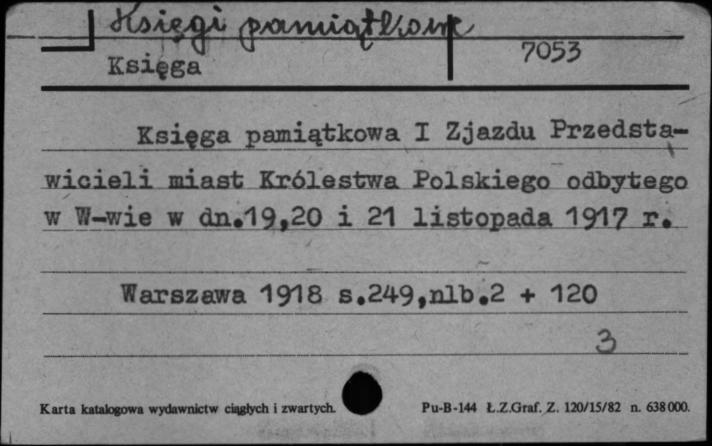 Księgi pamiątkowe
Księga 7053
Księga pamiątkowa I Zjazdu Przedsta-
wicieli miast Królestwa Polskiego odbytego
w W-wie w dn.19,20 i 21 listopada 1917 r.
Warszawa 1918 s.249,nlb.2 + 120
3
Karta katalogowa wydawnictw ciągłych i zwartych. Pu-B-144 Ł.Z.Graf. Z. 120/15/82 n. 638000.